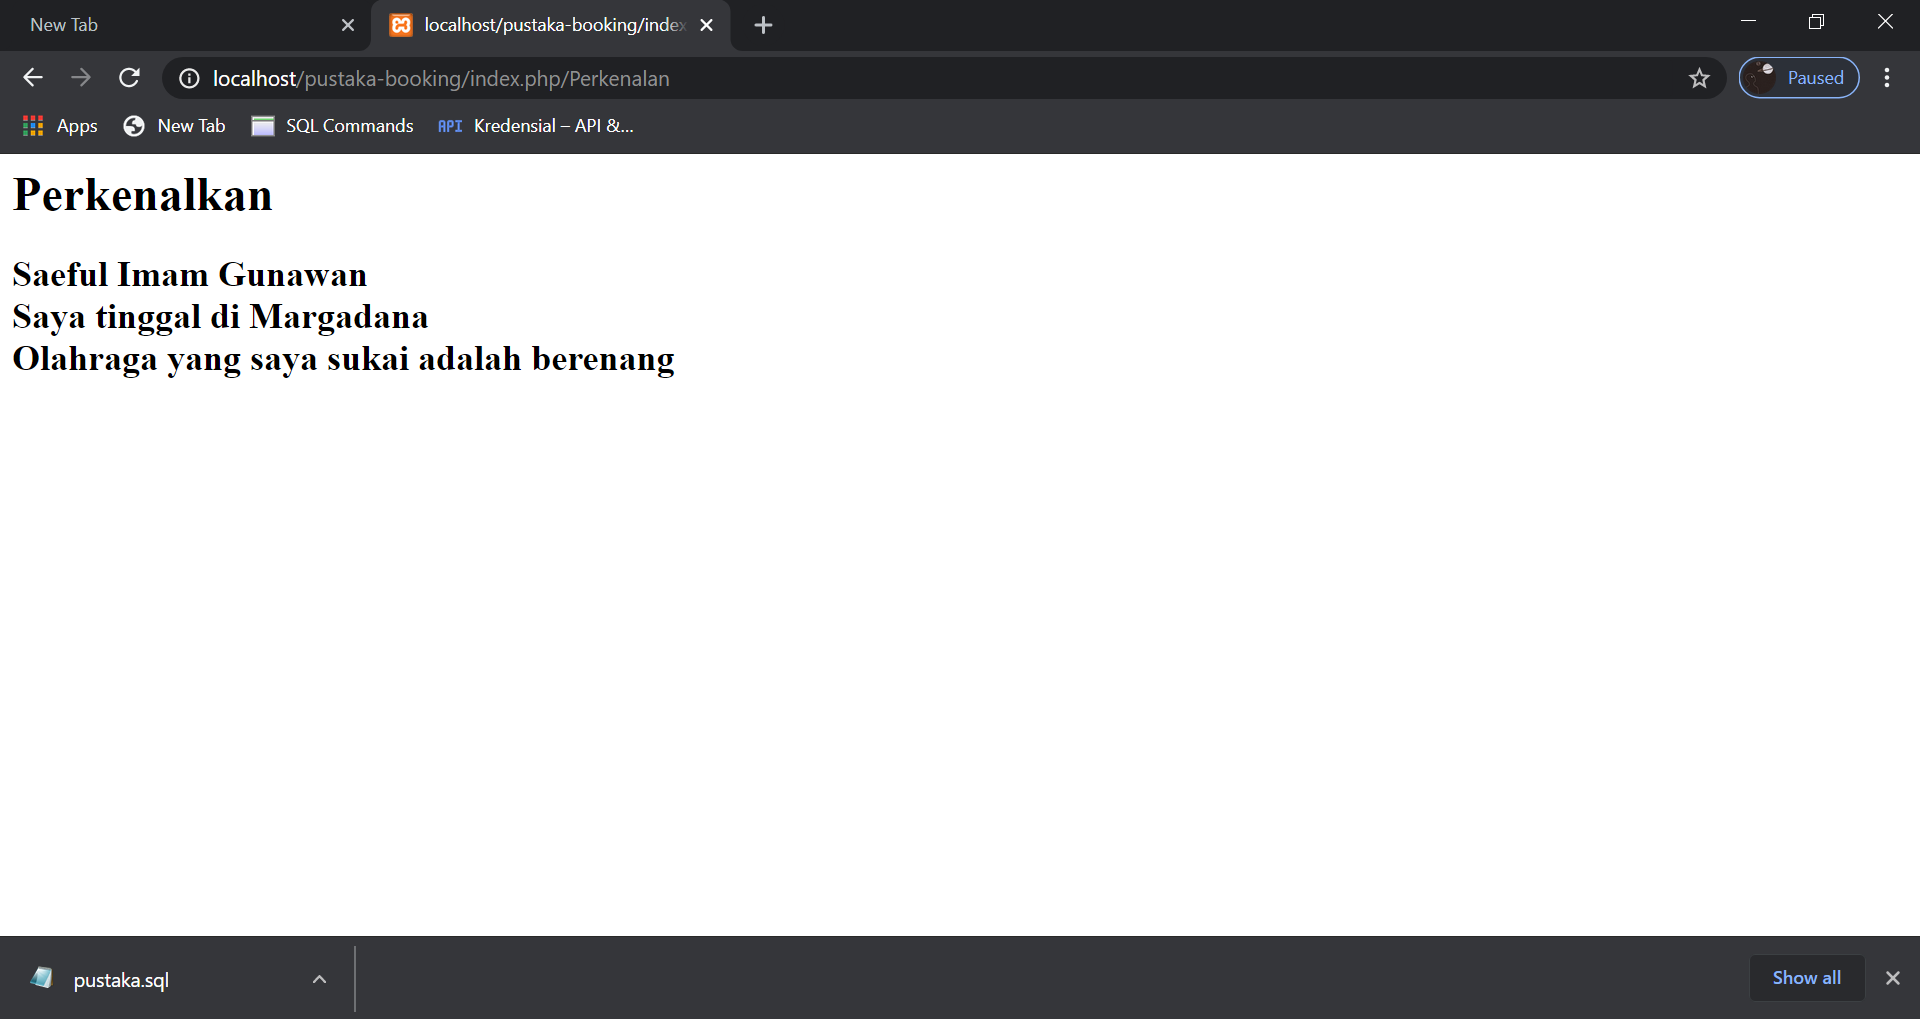 New Tab
localhost/pustaka-booking/index
localhost/pustaka-booking/index.php/Perkenalan
Paused
Apps
New Tab
SQL Commands
API Kredensial – API &...
Perkenalkan
Saeful Imam Gunawan
Saya tinggal di Margadana
Olahraga yang saya sukai adalah berenang
pustaka.sql
Show all